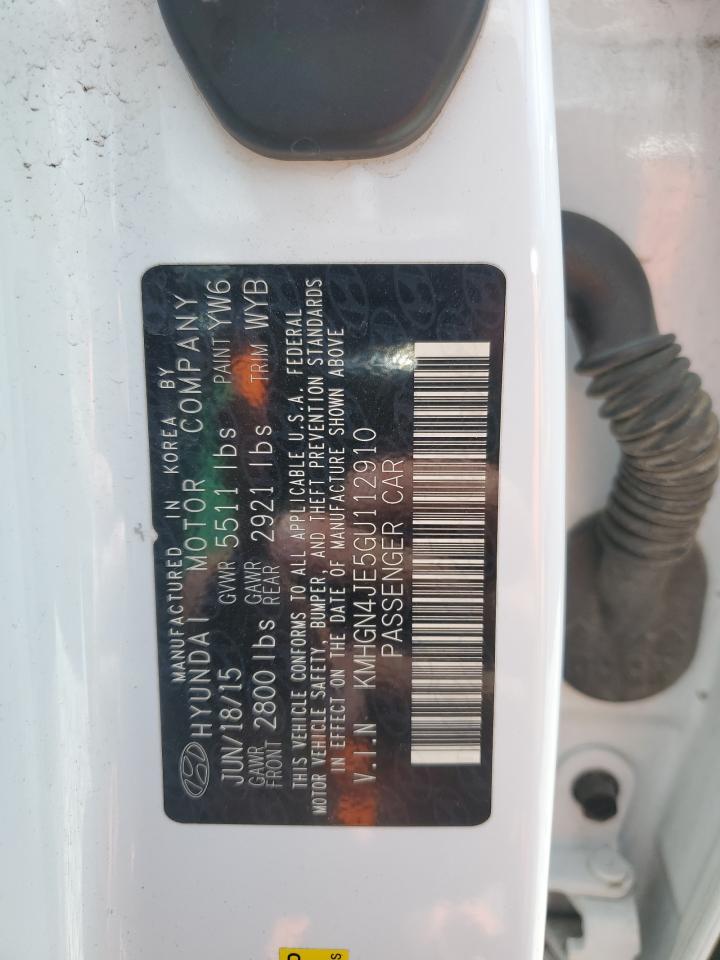 MANUFACTURED IN KOREA BY
HYUNDAI MOTOR COMPANY
JUN/18/15 GVWR 5511 lbs PAINT YW6
GAWR FRONT 2800 lbs GAWR REAR 2921 lbs TRIM WYB
THIS VEHICLE CONFORMS TO ALL APPLICABLE U.S.A. FEDERAL
MOTOR VEHICLE SAFETY, BUMPER, AND THEFT PREVENTION STANDARDS
IN EFFECT ON THE DATE OF MANUFACTURE SHOWN ABOVE
V.I.N KMHGN4JE5GU112910
PASSENGER CAR